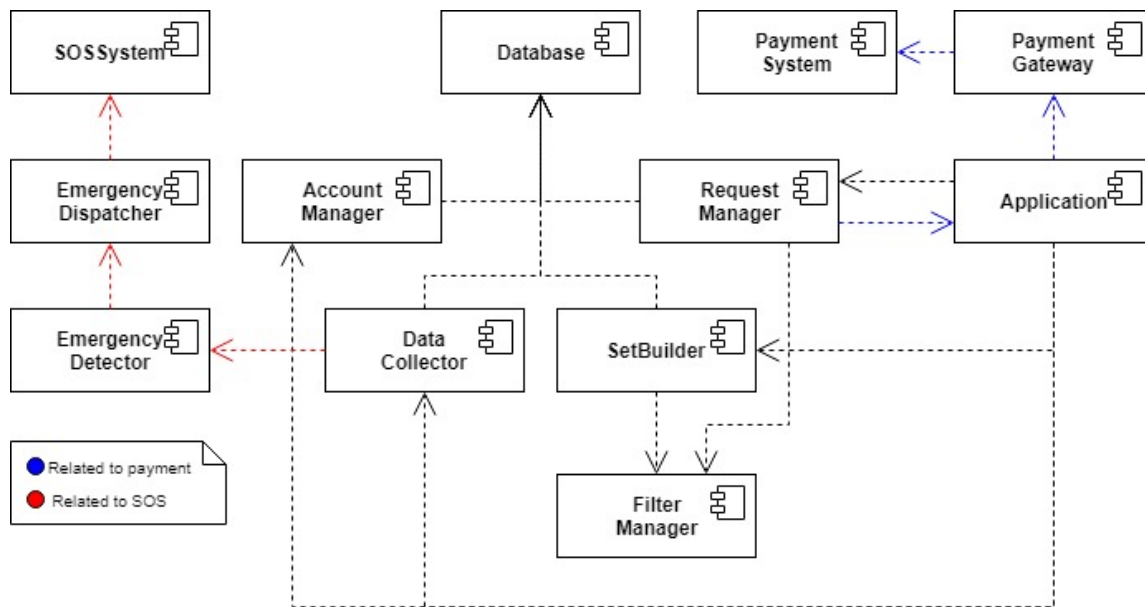 SOSSystem
Database
Payment
System
Payment
Gateway
Emergency
Dispatcher
Account
Manager
Request
Manager
Application
Emergency
Detector
Data
Collector
SetBuilder
Related to payment
Related to SOS
Filter
Manager